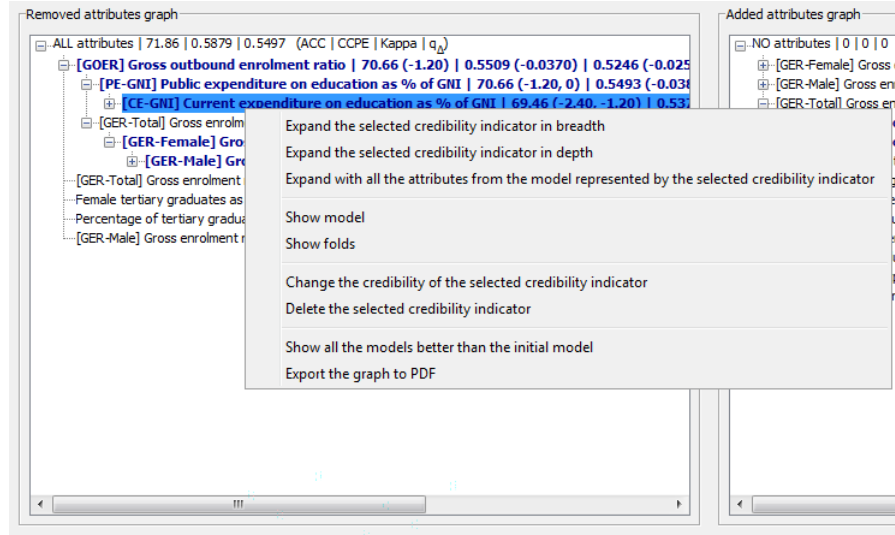 Removed attributes graph
ALL attributes | 71.86 | 0.5879 | 0.5497 (ACC | CCPE | Kappa | qΔ)
[GOER] Gross outbound enrolment ratio | 70.66 (-1.20) | 0.5509 (-0.0370) | 0.5246 (-0.025
[PE-GNI] Public expenditure on education as % of GNI | 70.66 (-1.20, 0) | 0.5493 (-0.038
[CE-GNI] Current expenditure on education as % of GNI | 69.46 (-2.40, -1.20) | 0.537
[GER-Total] Gross enrolm
[GER-Female] Gro
[GER-Male] Gro
[GER-Total] Gross enrolment
Female tertiary graduates as
Percentage of tertiary gradua
[GER-Male] Gross enrolment r
Expand the selected credibility indicator in breadth
Expand the selected credibility indicator in depth
Expand with all the attributes from the model represented by the selected credibility indicator
Show model
Show folds
Change the credibility of the selected credibility indicator
Delete the selected credibility indicator
Show all the models better than the initial model
Export the graph to PDF
Added attributes graph
NO attributes | 0 | 0 | 0
[GER-Female] Gross
[GER-Male] Gross en
[GER-Total] Gross en